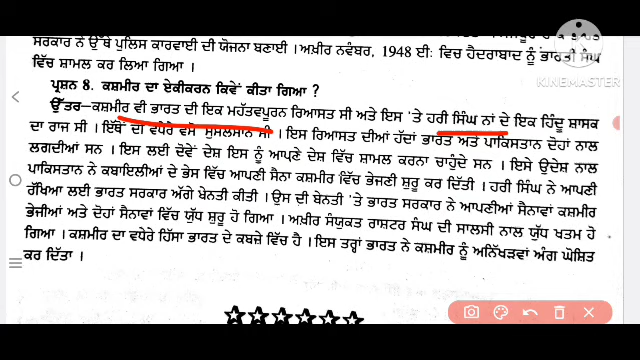 ਸਰਕਾਰ ਨੇ ਉੱਥੇ ਪੁਲਿਸ ਕਾਰਵਾਈ ਦੀ ਯੋਜਨਾ ਬਣਾਈ । ਅਖ਼ੀਰ ਨਵੰਬਰ, 1948 ਈ: ਵਿਚ ਹੈਦਰਾਬਾਦ ਨੂੰ ਭਾਰਤੀ ਸੰਘ
ਵਿੱਚ ਸ਼ਾਮਲ ਕਰ ਲਿਆ ਗਿਆ ।
KINEMASTER
ਪ੍ਰਸ਼ਨ 8. ਕਸ਼ਮੀਰ ਦਾ ਏਕੀਕਰਨ ਕਿਵੇਂ ਕੀਤਾ ਗਿਆ ?
ਉੱਤਰ-ਕਸ਼ਮੀਰ ਵੀ ਭਾਰਤ ਦੀ ਇਕ ਮਹੱਤਵਪੂਰਨ ਰਿਆਸਤ ਸੀ ਅਤੇ ਇਸ 'ਤੇ ਹਰੀ ਸਿੰਘ ਨਾਂ ਦੇ ਇਕ ਹਿੰਦੂ ਸ਼ਾਸਕ
ਦਾ ਰਾਜ ਸੀ । ਇੱਥੋਂ ਦੀ ਵਧੇਰੇ ਵਸੋਂ ਮੁਸਲਮਾਨ ਸੀ । ਇਸ ਰਿਆਸਤ ਦੀਆਂ ਹੱਦਾਂ ਭਾਰਤ ਅਤੇ ਪਾਕਿਸਤਾਨ ਦੋਹਾਂ ਨਾਲ
ਲਗਦੀਆਂ ਸਨ । ਇਸ ਲਈ ਦੋਵੇਂ ਦੇਸ਼ ਇਸ ਨੂੰ ਆਪਣੇ ਦੇਸ਼ ਵਿੱਚ ਸ਼ਾਮਲ ਕਰਨਾ ਚਾਹੁੰਦੇ ਸਨ । ਇਸੇ ਉਦੇਸ਼ ਨਾਲ
ਪਾਕਿਸਤਾਨ ਨੇ ਕਬਾਇਲੀਆਂ ਦੇ ਭੇਸ ਵਿੱਚ ਆਪਣੀ ਸੈਨਾ ਕਸ਼ਮੀਰ ਵਿੱਚ ਭੇਜਣੀ ਸ਼ੁਰੂ ਕਰ ਦਿੱਤੀ । ਹਰੀ ਸਿੰਘ ਨੇ ਆਪਣੀ
ਰੱਖਿਆ ਲਈ ਭਾਰਤ ਸਰਕਾਰ ਅੱਗੇ ਬੇਨਤੀ ਕੀਤੀ । ਉਸ ਦੀ ਬੇਨਤੀ 'ਤੇ ਭਾਰਤ ਸਰਕਾਰ ਨੇ ਆਪਣੀਆਂ ਸੈਨਾਵਾਂ ਕਸ਼ਮੀਰ
ਭੇਜੀਆਂ ਅਤੇ ਦੋਹਾਂ ਸੈਨਾਵਾਂ ਵਿੱਚ ਯੁੱਧ ਸ਼ੁਰੂ ਹੋ ਗਿਆ । ਅਖ਼ੀਰ ਸੰਯੁਕਤ ਰਾਸ਼ਟਰ ਸੰਘ ਦੀ ਸਾਲਸੀ ਨਾਲ ਯੁੱਧ ਖ਼ਤਮ ਹੋ
ਗਿਆ । ਕਸ਼ਮੀਰ ਦਾ ਵਧੇਰੇ ਹਿੱਸਾ ਭਾਰਤ ਦੇ ਕਬਜ਼ੇ ਵਿੱਚ ਹੈ । ਇਸ ਤਰ੍ਹਾਂ ਭਾਰਤ ਨੇ ਕਸ਼ਮੀਰ ਨੂੰ ਅਨਿੱਖੜਵਾਂ ਅੰਗ ਘੋਸ਼ਿਤ
ਕਰ ਦਿੱਤਾ ।